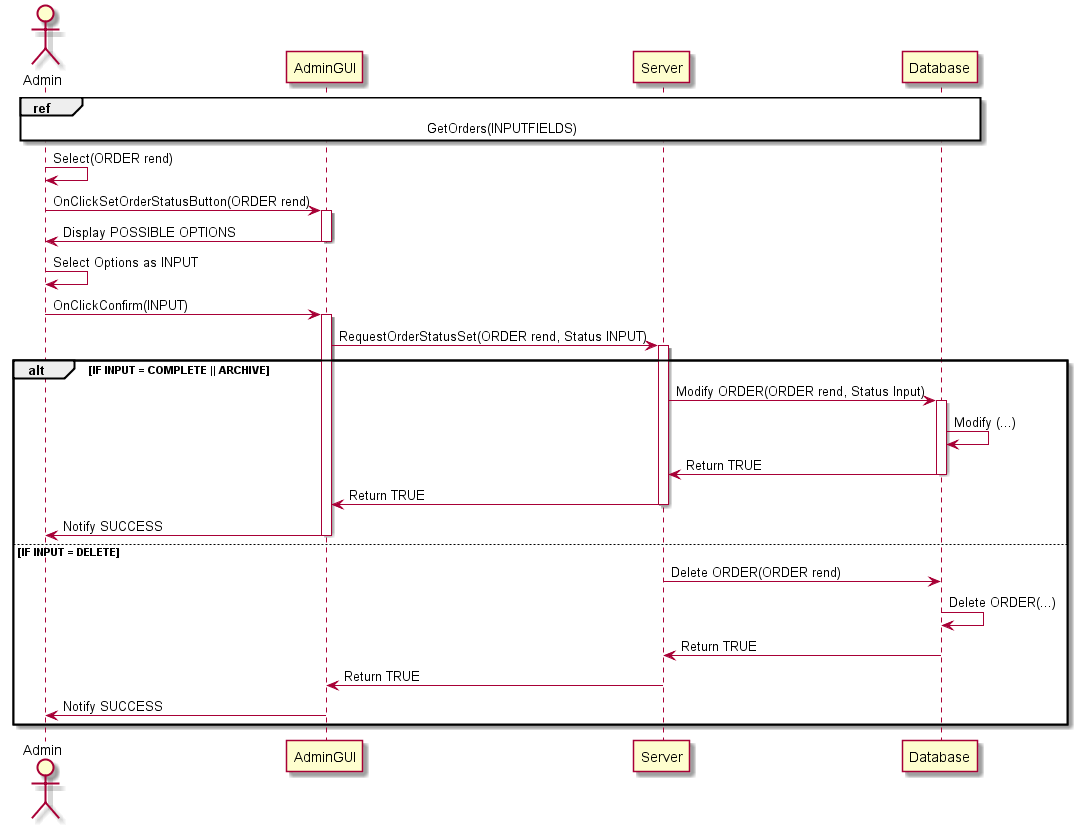 Admin
AdminGUI
Server
Database
ref
GetOrders(INPUTFIELDS)
Select(ORDER rend)
OnClickSetOrderStatusButton(ORDER rend)
Display POSSIBLE OPTIONS
Select Options as INPUT
OnClickConfirm(INPUT)
RequestOrderStatusSet(ORDER rend, Status INPUT)
alt
[IF INPUT = COMPLETE || ARCHIVE]
Modify ORDER(ORDER rend, Status Input)
Modify (...)
Return TRUE
Return TRUE
Notify SUCCESS
[IF INPUT = DELETE]
Delete ORDER(ORDER rend)
Delete ORDER(...)
Return TRUE
Return TRUE
Notify SUCCESS
Admin
AdminGUI
Server
Database